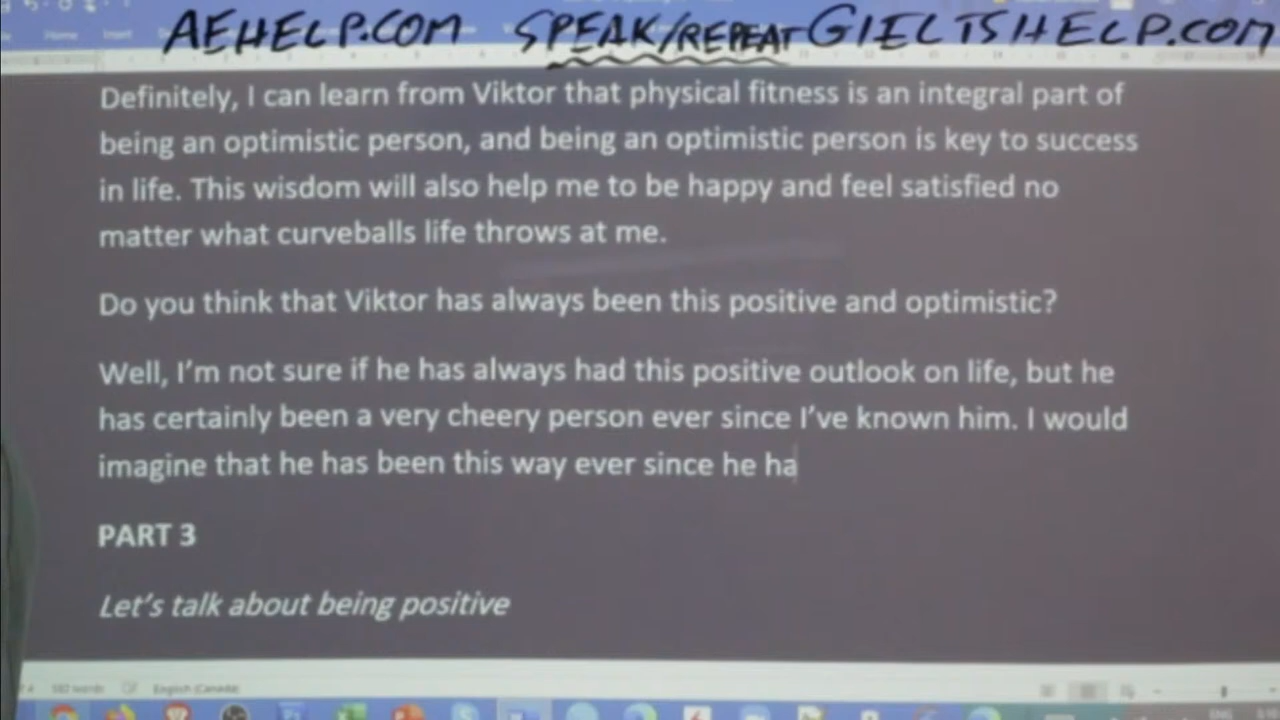 AEHELP.COM SPEAK/REPEAT GIELTSHELP.COM
Home Insert
Definitely, I can learn from Viktor that physical fitness is an integral part of
being an optimistic person, and being an optimistic person is key to success
in life. This wisdom will also help me to be happy and feel satisfied no
matter what curveballs life throws at me.
Do you think that Viktor has always been this positive and optimistic?
Well, I'm not sure if he has always had this positive outlook on life, but he
has certainly been a very cheery person ever since I've known him. I would
imagine that he has been this way ever since he ha
PART 3
Let's talk about being positive
English (Canada)